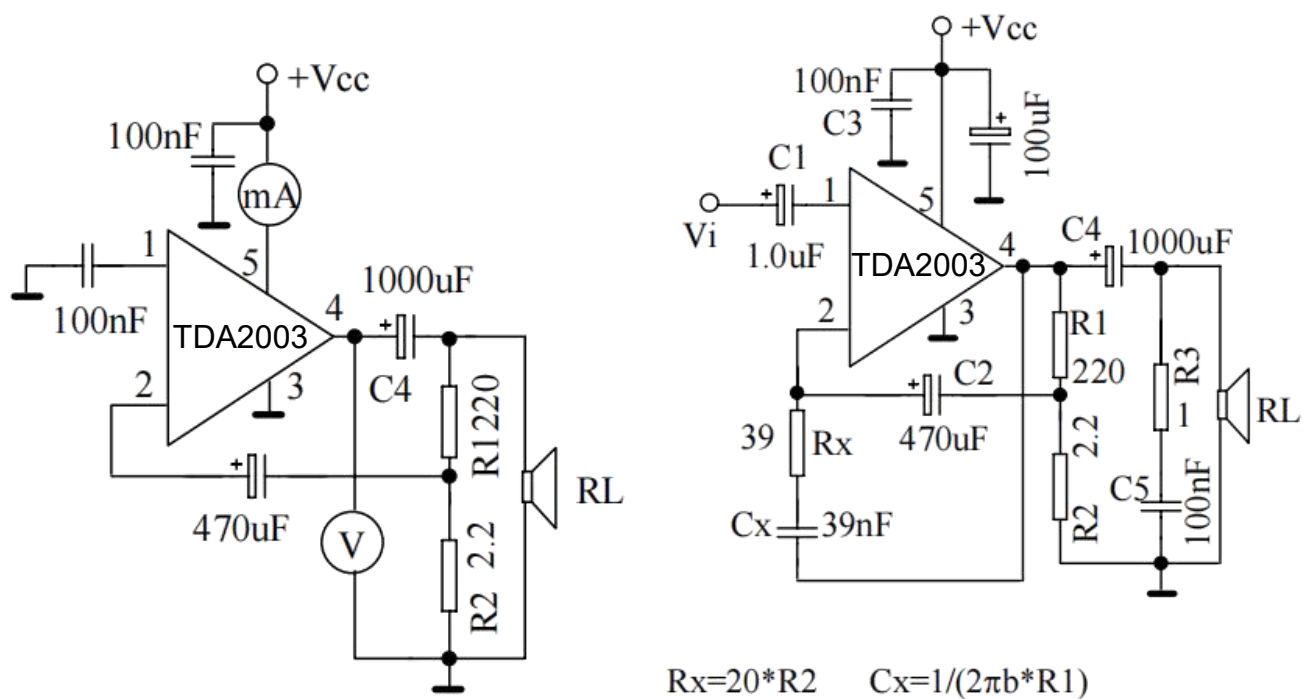 +Vcc
100nF
mA
1
5
100nF
TDA2003
4
1000uF
C4
2
3
R1 220
470uF
V
R2 2.2
RL
+Vcc
100nF
C3
100uF
C1
Vi
1.0uF
1
5
TDA2003
4
C4
1000uF
2
3
R1
220
R3
1
C2
470uF
39
Rx
2.2
R2
RL
C5
100nF
Cx
39nF
Rx=20*R2 Cx=1/(2πb*R1)